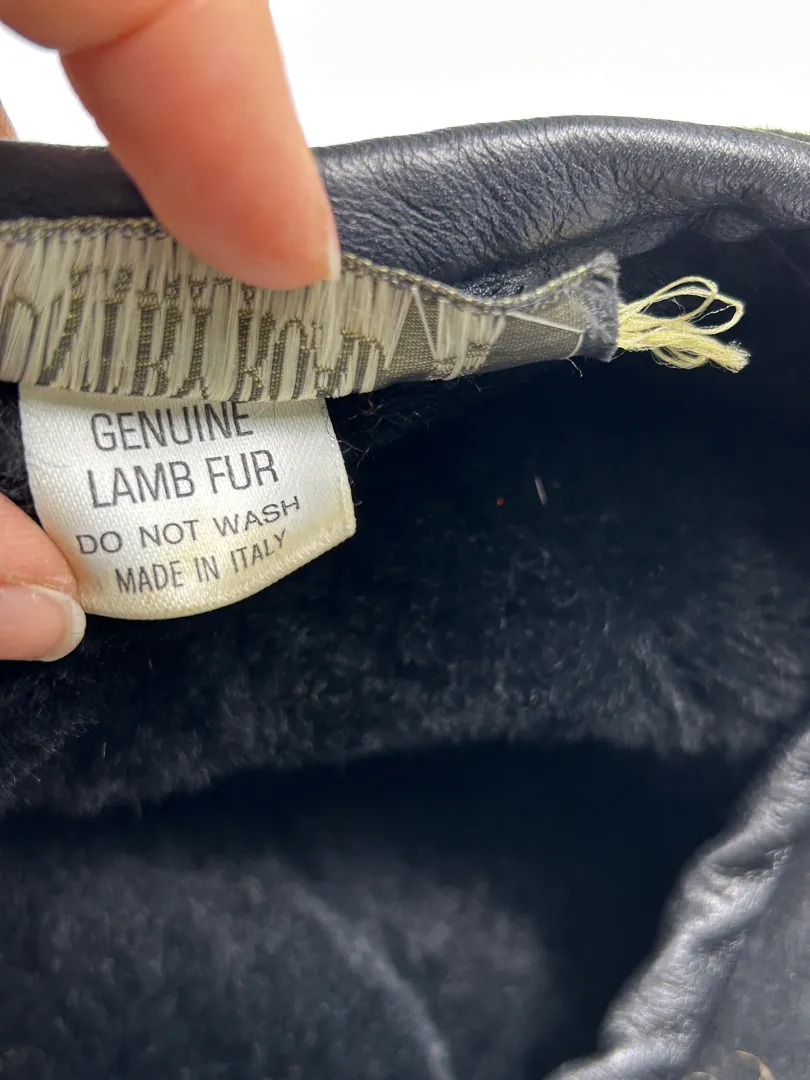 GENUINE
LAMB FUR
DO NOT WASH
MADE IN ITALY